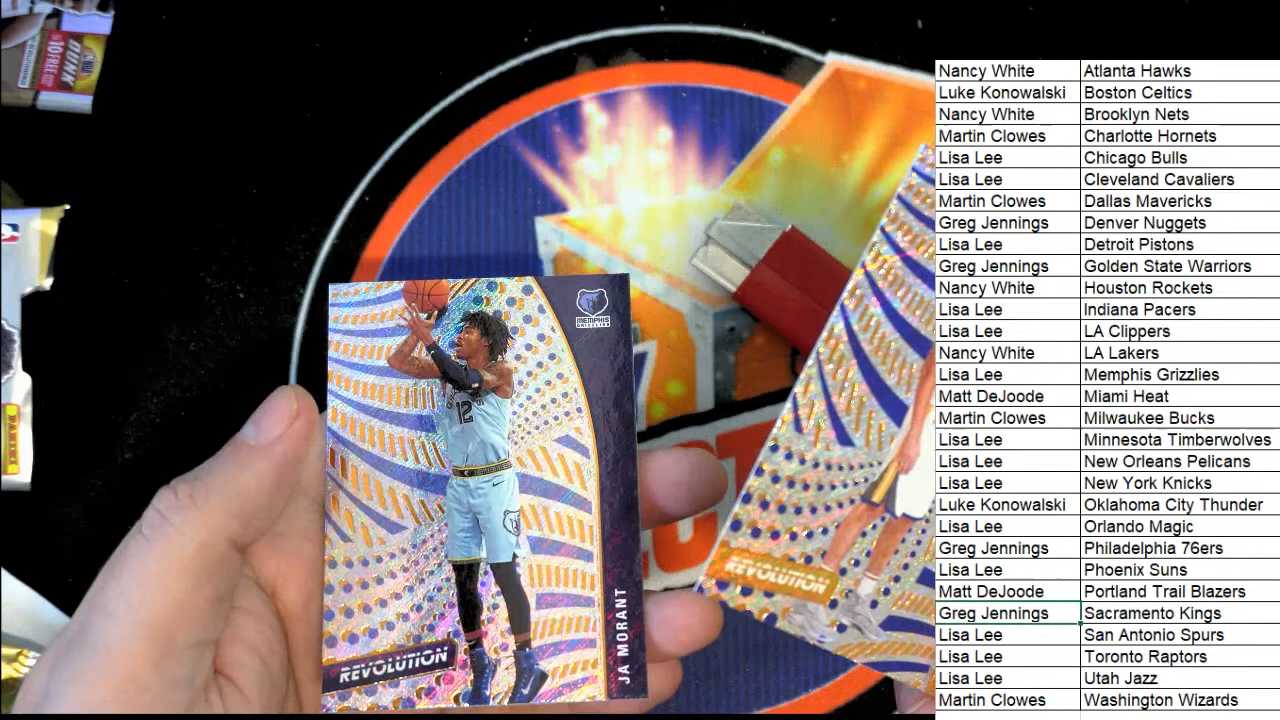 DUNK
10 FREE
PANINI
MEMPHIS
GRIZZLIES
12
JA MORANT
REVOLUTION
REVOLUTION
Nancy White Atlanta Hawks
Luke Konowalski Boston Celtics
Nancy White Brooklyn Nets
Martin Clowes Charlotte Hornets
Lisa Lee Chicago Bulls
Lisa Lee Cleveland Cavaliers
Martin Clowes Dallas Mavericks
Greg Jennings Denver Nuggets
Lisa Lee Detroit Pistons
Greg Jennings Golden State Warriors
Nancy White Houston Rockets
Lisa Lee Indiana Pacers
Lisa Lee LA Clippers
Nancy White LA Lakers
Lisa Lee Memphis Grizzlies
Matt DeJoode Miami Heat
Martin Clowes Milwaukee Bucks
Lisa Lee Minnesota Timberwolves
Lisa Lee New Orleans Pelicans
Lisa Lee New York Knicks
Luke Konowalski Oklahoma City Thunder
Lisa Lee Orlando Magic
Greg Jennings Philadelphia 76ers
Lisa Lee Phoenix Suns
Matt DeJoode Portland Trail Blazers
Greg Jennings Sacramento Kings
Lisa Lee San Antonio Spurs
Lisa Lee Toronto Raptors
Lisa Lee Utah Jazz
Martin Clowes Washington Wizards